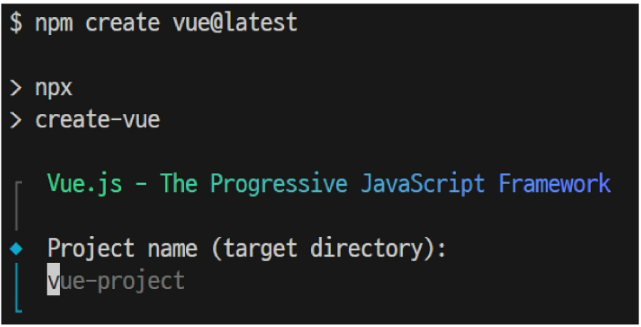 $ npm create vue@latest
> npx
> create-vue
Vue.js - The Progressive JavaScript Framework
Project name (target directory):
vue-project